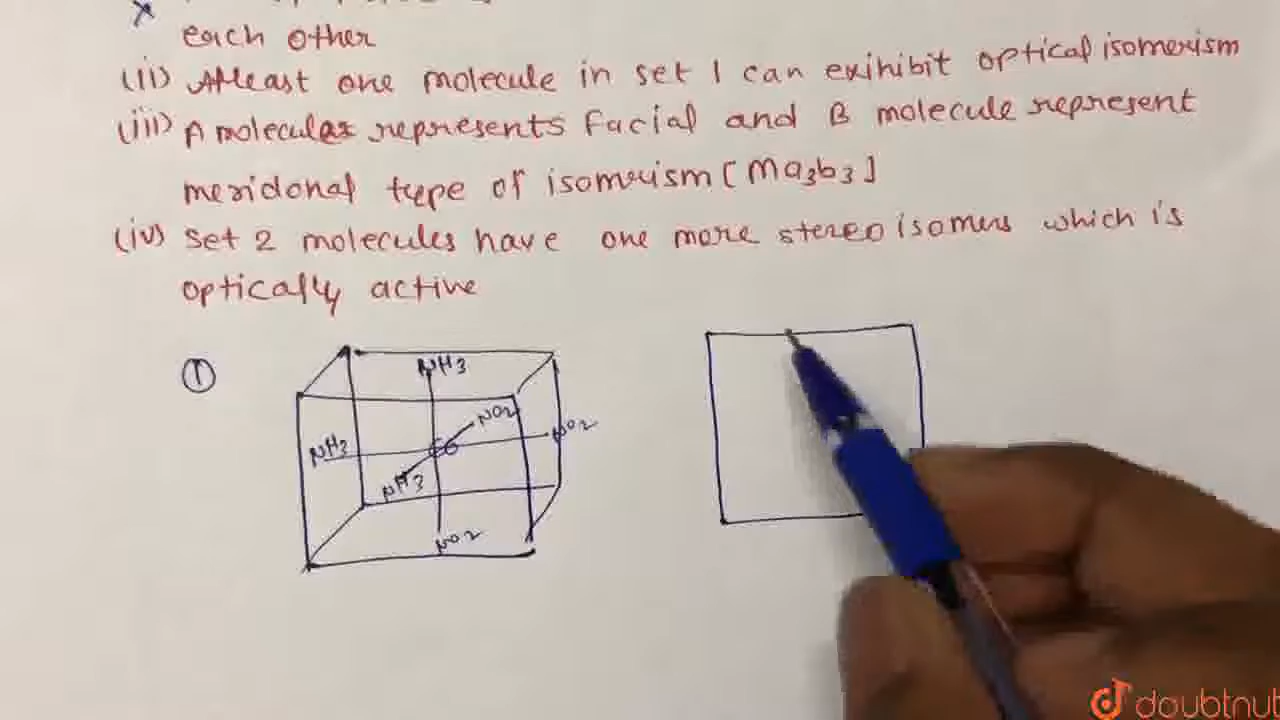 each other
(ii) Atleast one molecule in set 1 can exihibit optical isomerism
(iii) A molecules represents Facial and B molecule represent
meridonal type of isomerism [Ma3b3]
(iv) Set 2 molecules have one more stereo isomers which is
optically active
1
NH3
NO2
NO2
NH3
Co
NH3
NO2
doubtnut